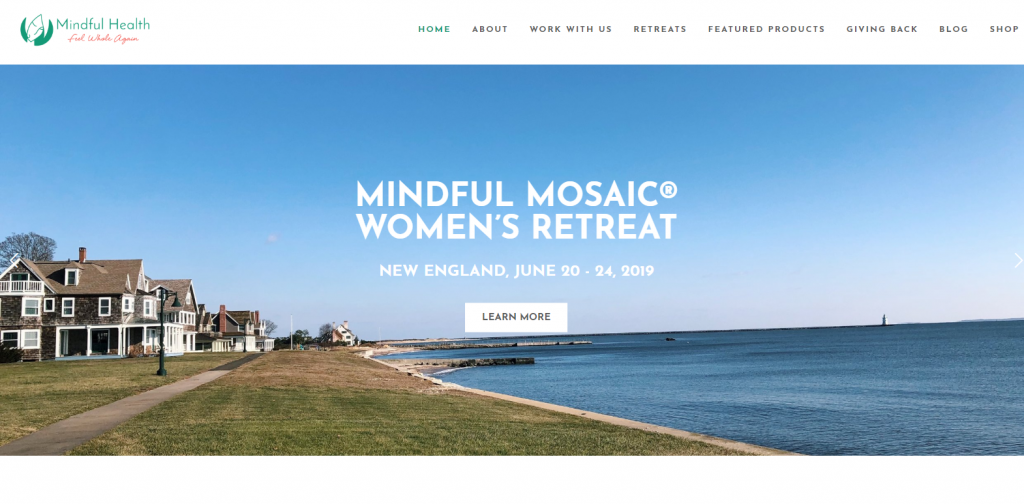 Mindful Health
Feel Whole Again
HOME ABOUT WORK WITH US RETREATS FEATURED PRODUCTS GIVING BACK BLOG SHOP
MINDFUL MOSAIC®
WOMEN'S RETREAT
NEW ENGLAND, JUNE 20 - 24, 2019
LEARN MORE